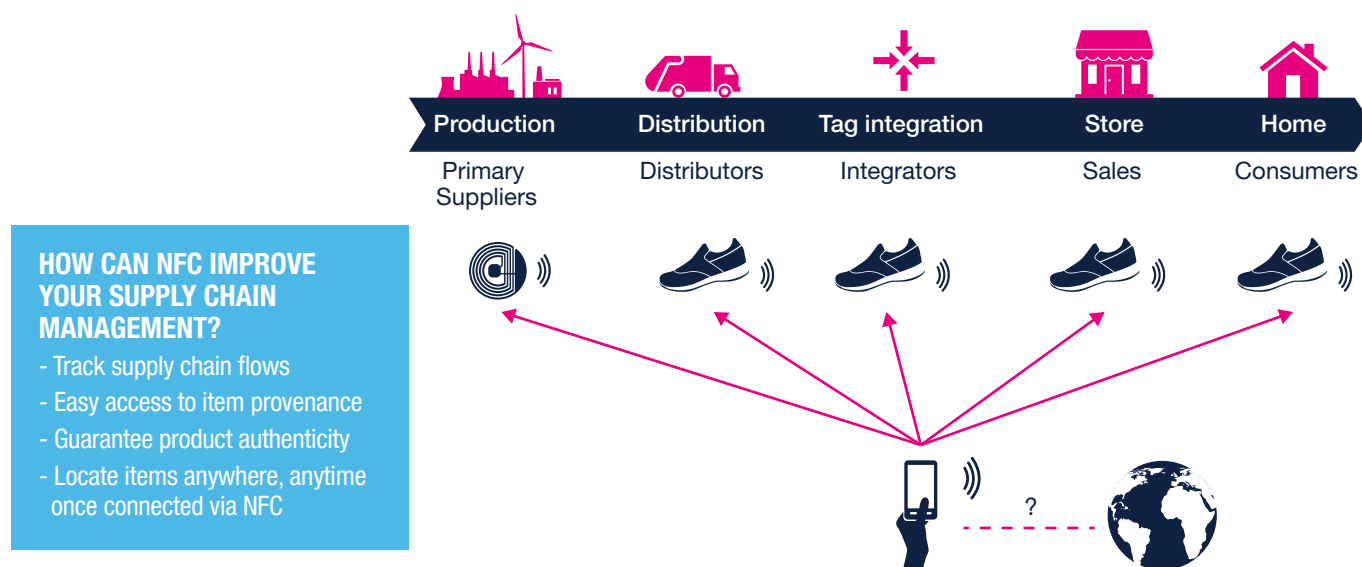 Production Distribution Tag integration Store Home
Primary Suppliers Distributors Integrators Sales Consumers
HOW CAN NFC IMPROVE
YOUR SUPPLY CHAIN
MANAGEMENT?
- Track supply chain flows
- Easy access to item provenance
- Guarantee product authenticity
- Locate items anywhere, anytime
once connected via NFC
?